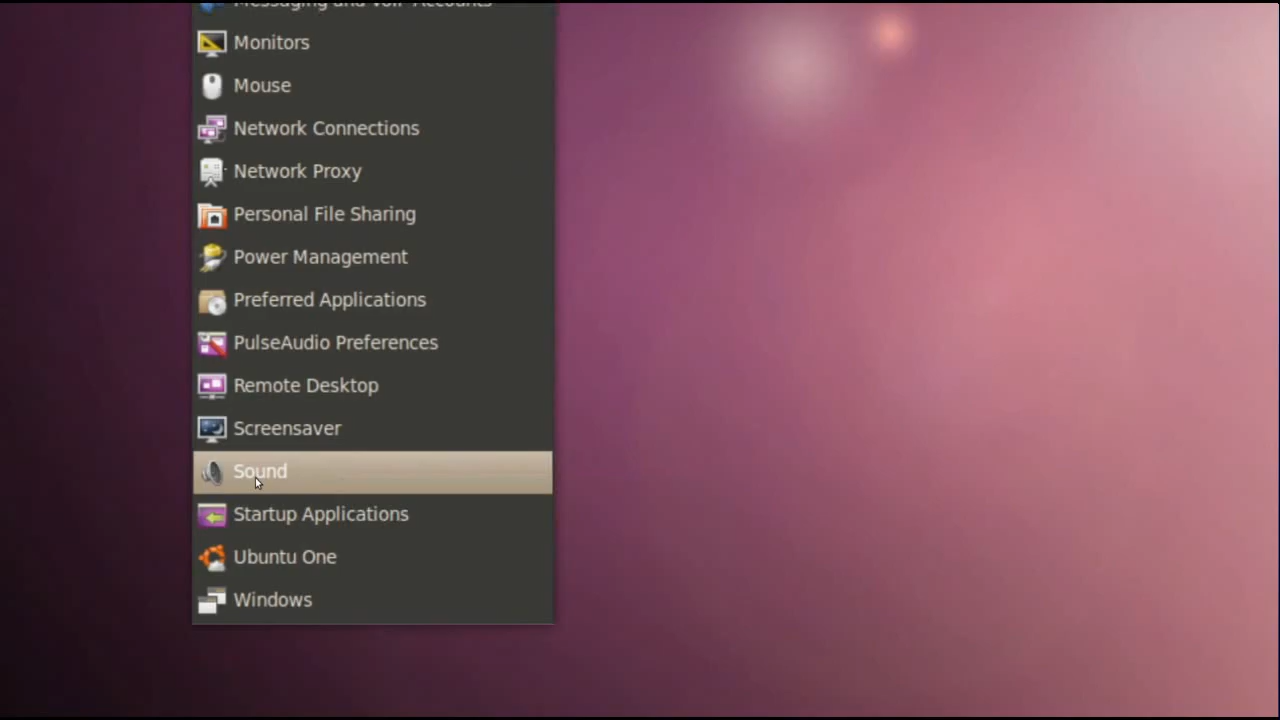 Messaging and VoIP Accounts
Monitors
Mouse
Network Connections
Network Proxy
Personal File Sharing
Power Management
Preferred Applications
PulseAudio Preferences
Remote Desktop
Screensaver
Sound
Startup Applications
Ubuntu One
Windows